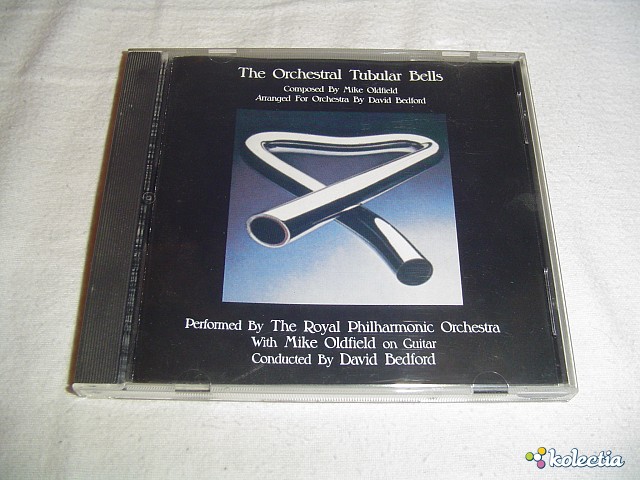 The Orchestral Tubular Bells
Composed By Mike Oldfield
Arranged For Orchestra By David Bedford
Performed By The Royal Philharmonic Orchestra
With Mike Oldfield on Guitar
Conducted By David Bedford
kolectia